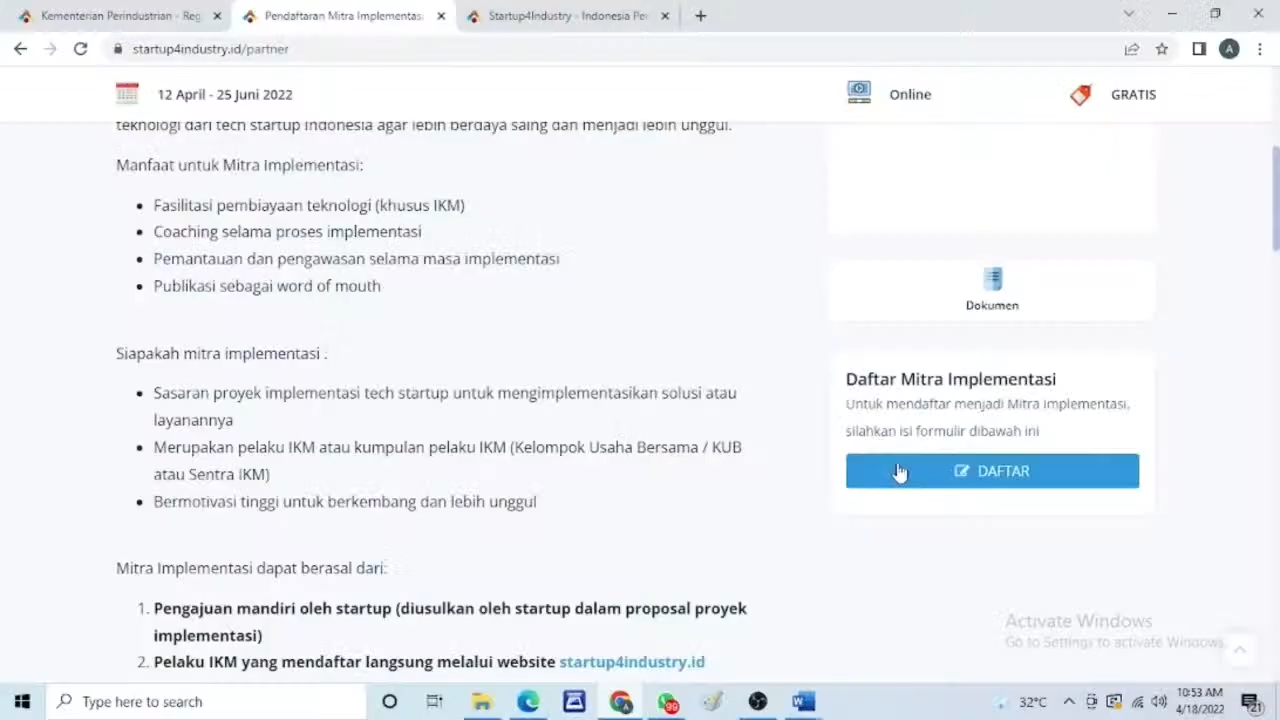 Kementerian Perindustrian - Reg
Pendaftaran Mitra Implementas
Startup4Industry - Indonesia Per
startup4industry.id/partner
A
12 April - 25 Juni 2022
Online
GRATIS
teknologi dari tech startup Indonesia agar lebih berdaya saing dan menjadi lebih unggul.
Manfaat untuk Mitra Implementasi:
Fasilitasi pembiayaan teknologi (khusus IKM)
Coaching selama proses implementasi
Pemantauan dan pengawasan selama masa implementasi
Publikasi sebagai word of mouth
Dokumen
Siapakah mitra implementasi .
Sasaran proyek implementasi tech startup untuk mengimplementasikan solusi atau
layanannya
Merupakan pelaku IKM atau kumpulan pelaku IKM (Kelompok Usaha Bersama / KUB
atau Sentra IKM)
Bermotivasi tinggi untuk berkembang dan lebih unggul
Daftar Mitra Implementasi
Untuk mendaftar menjadi Mitra implementasi,
silahkan isi formulir dibawah ini
DAFTAR
Mitra Implementasi dapat berasal dari:
1. Pengajuan mandiri oleh startup (diusulkan oleh startup dalam proposal proyek
implementasi)
2. Pelaku IKM yang mendaftar langsung melalui website startup4industry.id
Activate Windows
Go to Settings to activate Windows.
Type here to search
99
32°C
10:53 AM
4/18/2022
21